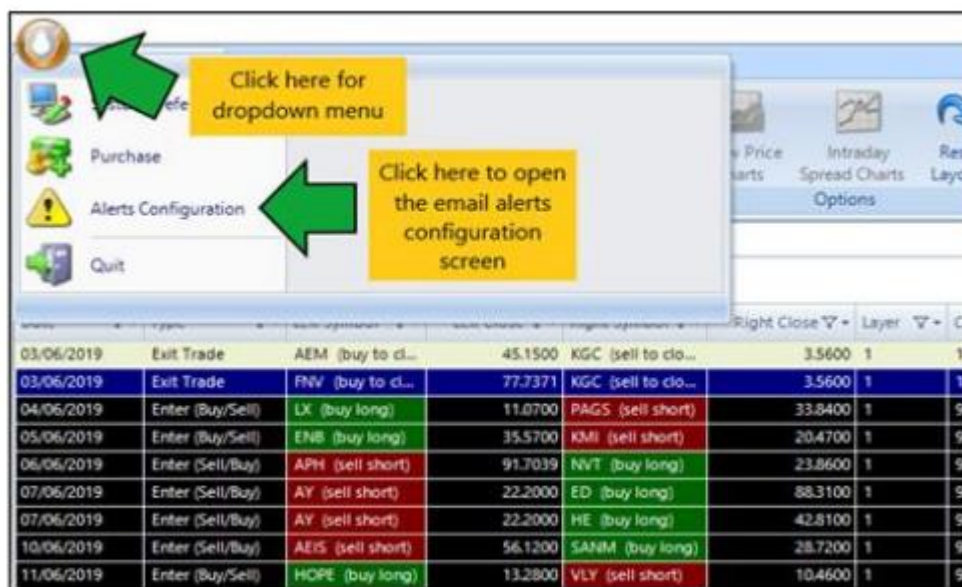 Click here for
dropdown menu
Purchase
Click here to open
the email alerts
configuration
screen
Alerts Configuration
Quit
Price
Intraday
Spread Charts
Options
Right Close
Layer
03/06/2019 Exit Trade AEM (buy to cl... 45.1500 KGC (sell to clo... 3.5600 1
03/06/2019 Exit Trade FNV (buy to cl... 77.7371 KGC (sell to clo... 3.5600 1
04/06/2019 Enter (Buy/Sell) LX (buy long) 11.0700 PAGS (sell short) 33.8400 1
05/06/2019 Enter (Buy/Sell) ENB (buy long) 35.5700 KMI (sell short) 20.4700 1
06/06/2019 Enter (Sell/Buy) APH (sell short) 91.7039 NVT (buy long) 23.8600 1
07/06/2019 Enter (Sell/Buy) AY (sell short) 22.2000 ED (buy long) 88.3100 1
07/06/2019 Enter (Sell/Buy) AY (sell short) 22.2000 HE (buy long) 42.8100 1
10/06/2019 Enter (Sell/Buy) AEIS (sell short) 56.1200 SANM (buy long) 28.7200 1
11/06/2019 Enter (Buy/Sell) HOPE (buy long) 13.2800 VLY (sell short) 10.4600 1